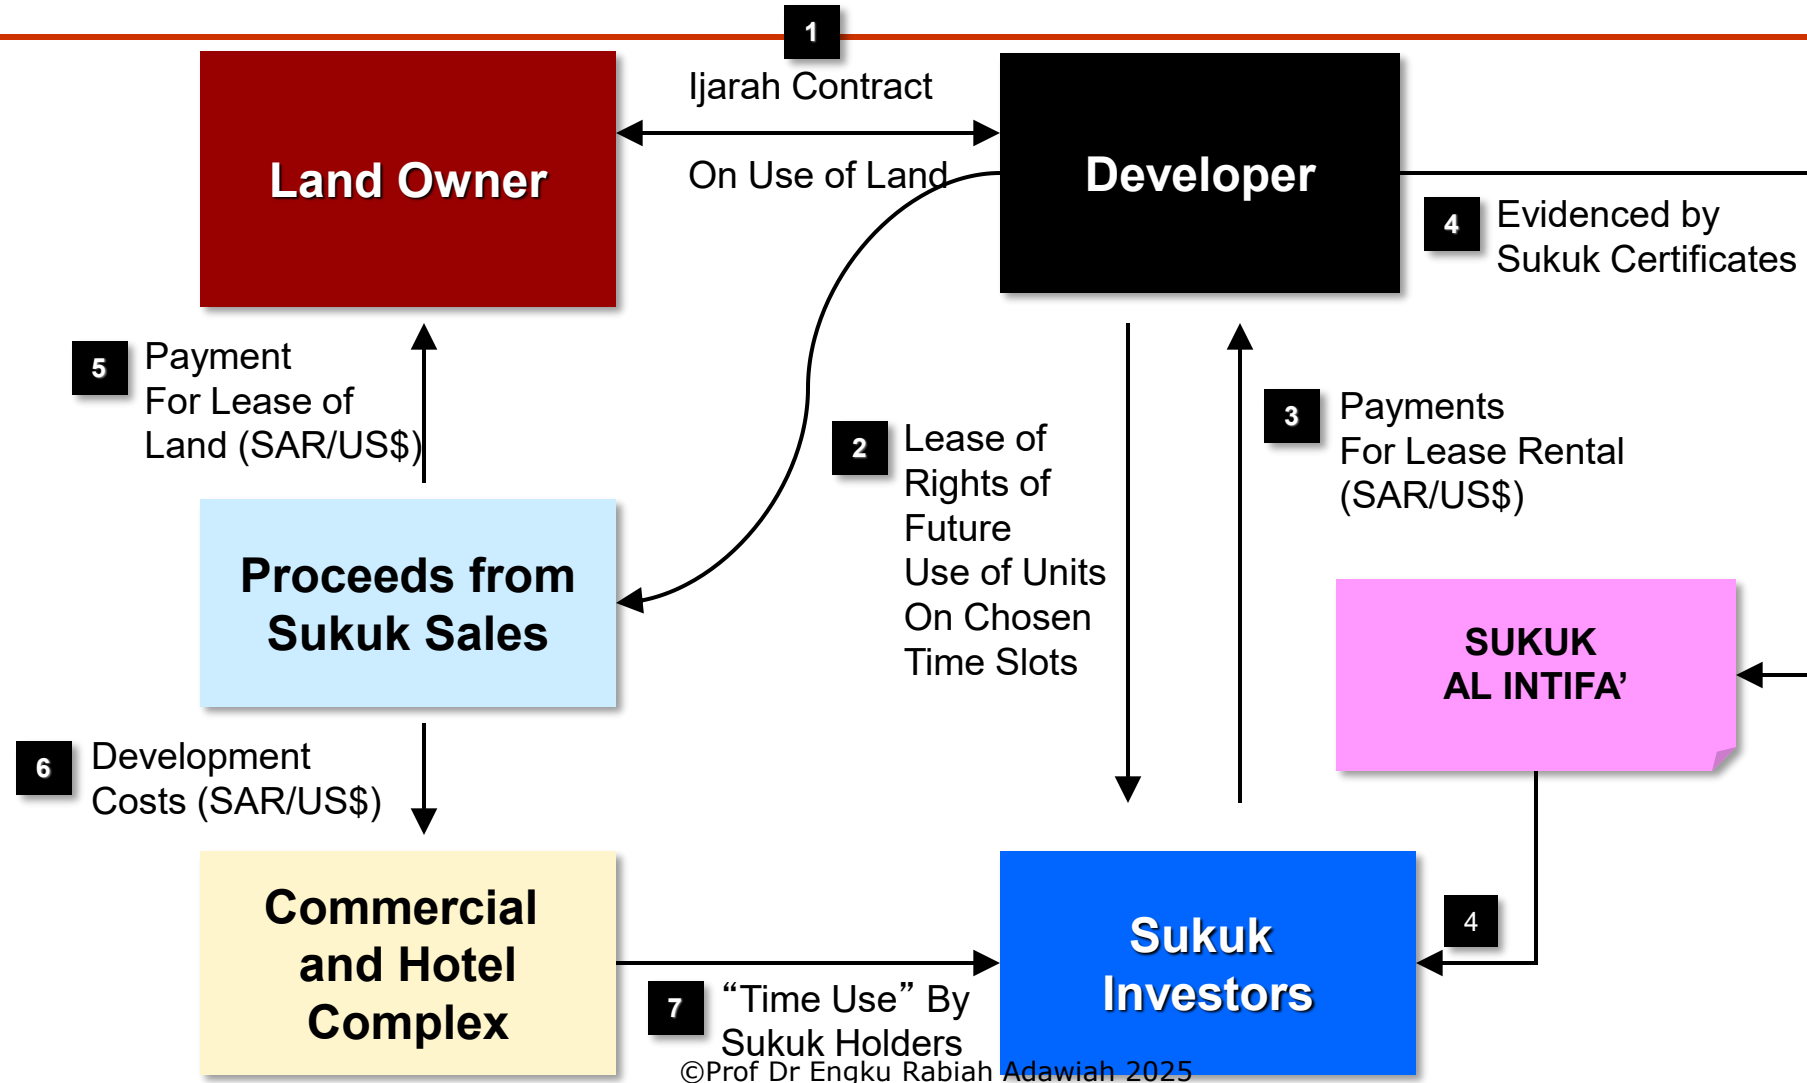 1
Ijarah Contract
On Use of Land
Land Owner
Developer
4
Evidenced by
Sukuk Certificates
5
Payment
For Lease of
Land (SAR/US$)
2
Lease of
Rights of
Future
Use of Units
On Chosen
Time Slots
3
Payments
For Lease Rental
(SAR/US$)
Proceeds from
Sukuk Sales
SUKUK
AL INTIFA’
6
Development
Costs (SAR/US$)
Commercial
and Hotel
Complex
Sukuk
Investors
4
7
“Time Use” By
Sukuk Holders
©Prof Dr Engku Rabiah Adawiah 2025